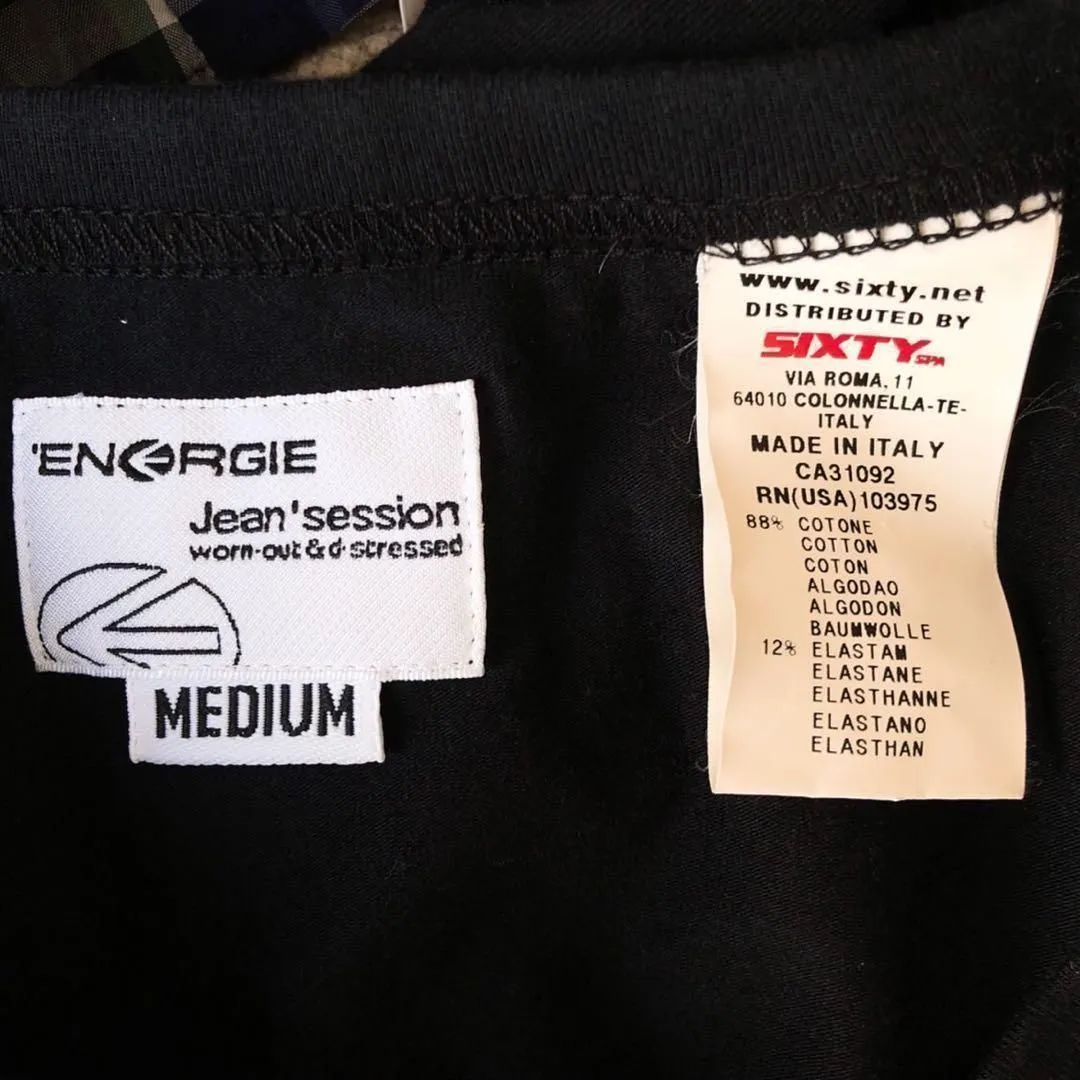 'ENERGIE
Jean'session
worn-out & d-stressed
MEDIUM
www.sixty.net
DISTRIBUTED BY
SIXTY SPA
VIA ROMA, 11
64010 COLONNELLA-TE-
ITALY
MADE IN ITALY
CA31092
RN(USA)103975
88% COTONE
COTTON
COTON
ALGODAO
ALGODON
BAUMWOLLE
12% ELASTAM
ELASTANE
ELASTHANNE
ELASTANO
ELASTHAN